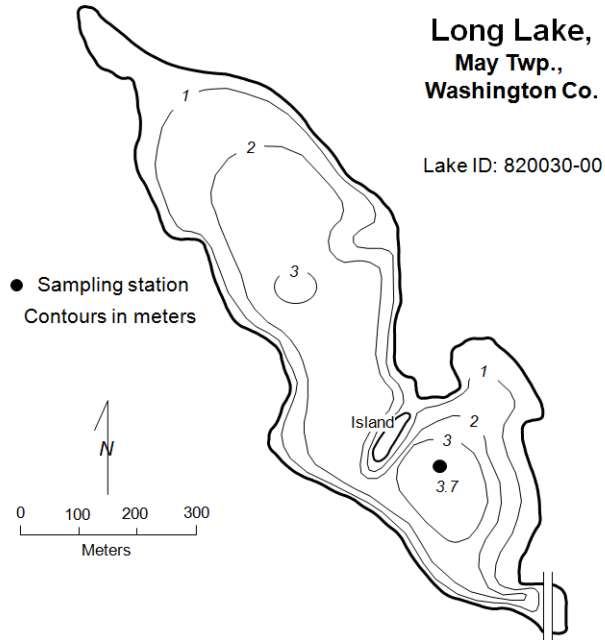 Long Lake,
May Twp.,
Washington Co.
Lake ID: 820030-00
1
2
3
Sampling station
Contours in meters
1
Island
2
3
3.7
N
0 100 200 300
Meters